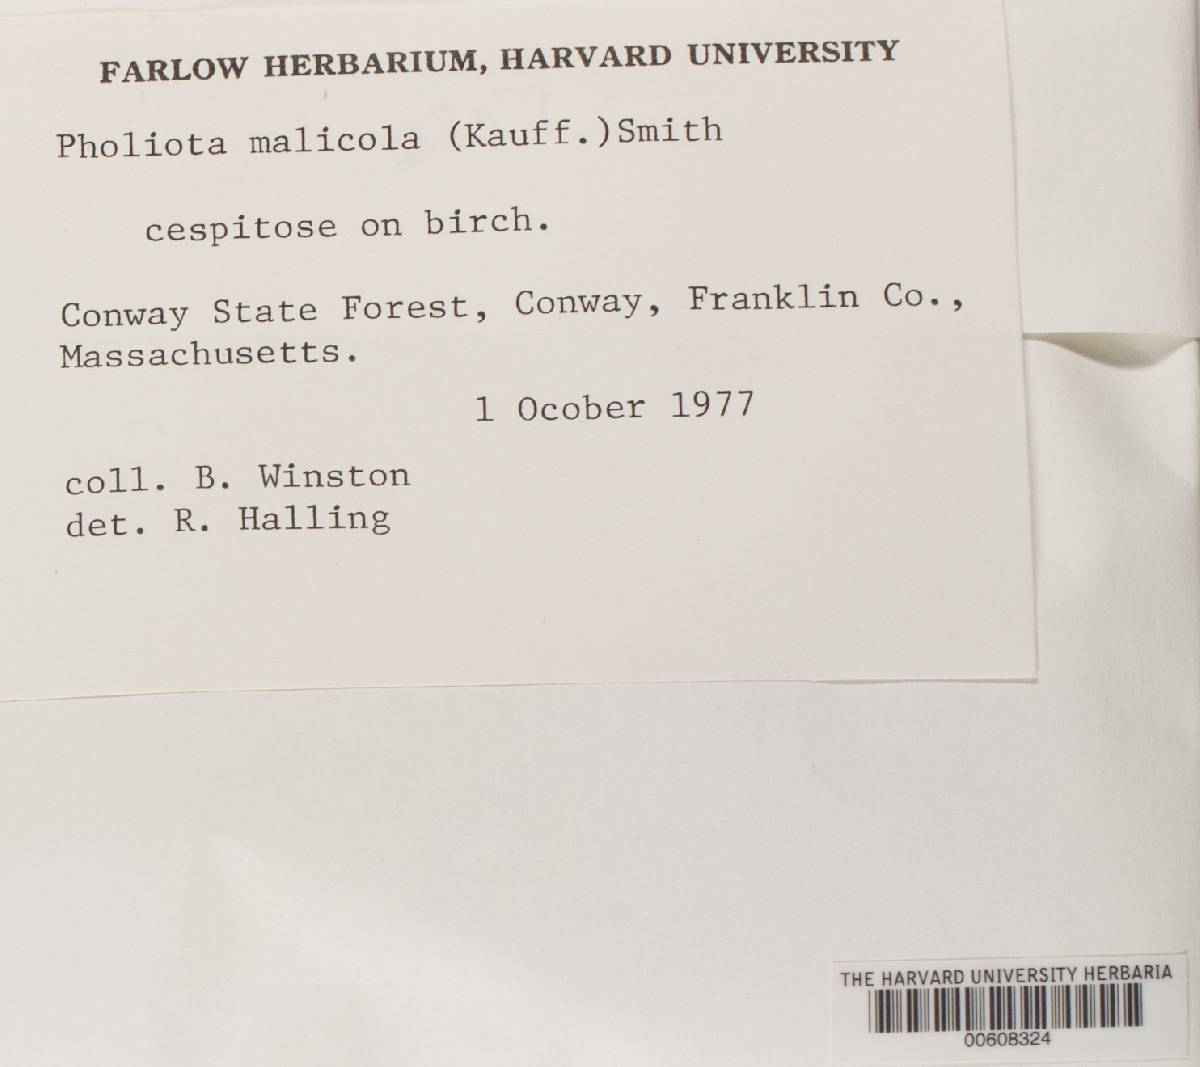 FARLOW HERBARIUM, HARVARD UNIVERSITY
Pholiota malicola (Kauff.)Smith
cespitose on birch.
Conway State Forest, Conway, Franklin Co.,
Massachusetts.
1 Ocober 1977
coll. B. Winston
det. R. Halling
THE HARVARD UNIVERSITY HERBARIA
00608324